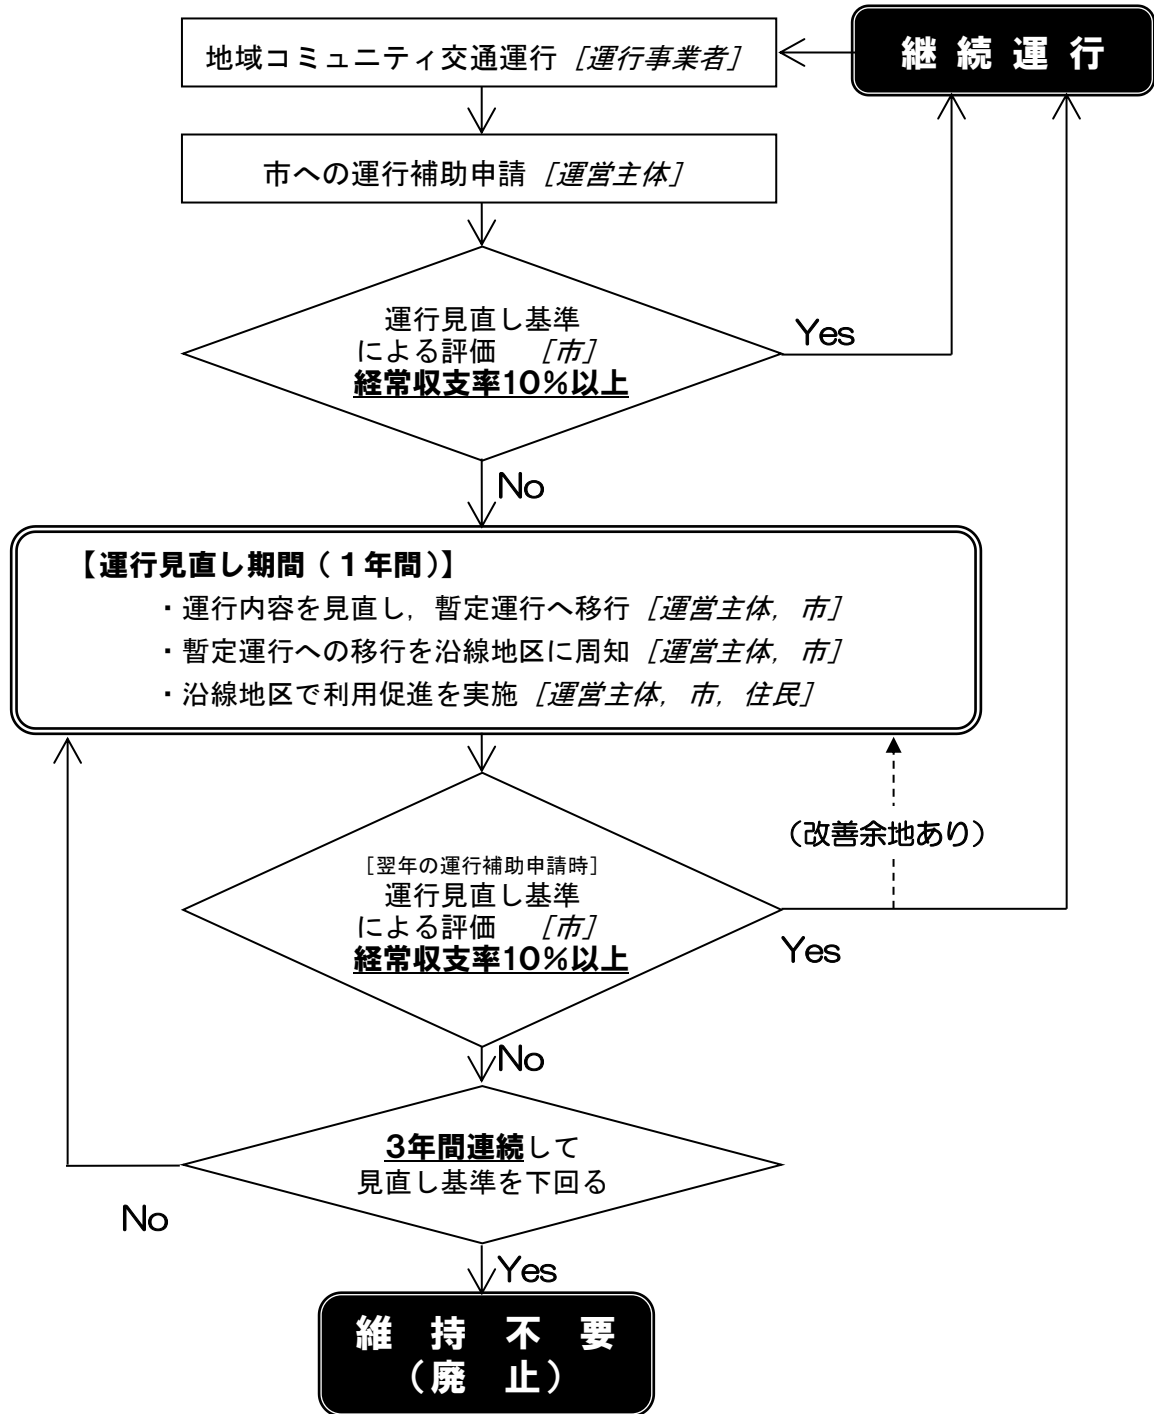 地域コミュニティ交通運行 [運行事業者]
継 続 運 行
市への運行補助申請 [運営主体]
運行見直し基準
による評価 [市]
経常収支率10%以上
Yes
No
【運行見直し期間(1年間)】
・運行内容を見直し,暫定運行へ移行 [運営主体,市]
・暫定運行への移行を沿線地区に周知 [運営主体,市]
・沿線地区で利用促進を実施 [運営主体,市,住民]
(改善余地あり)
[翌年の運行補助申請時]
運行見直し基準
による評価 [市]
経常収支率10%以上
Yes
No
3年間連続して
見直し基準を下回る
No
Yes
維 持 不 要
(廃 止)